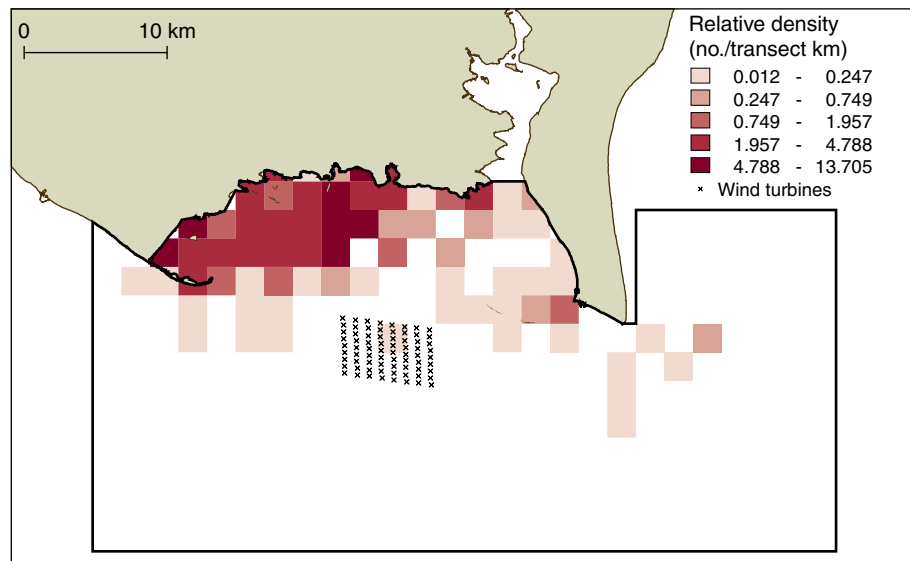 0 10 km
Relative density
(no./transect km)
0.012 - 0.247
0.247 - 0.749
0.749 - 1.957
1.957 - 4.788
4.788 - 13.705
× Wind turbines